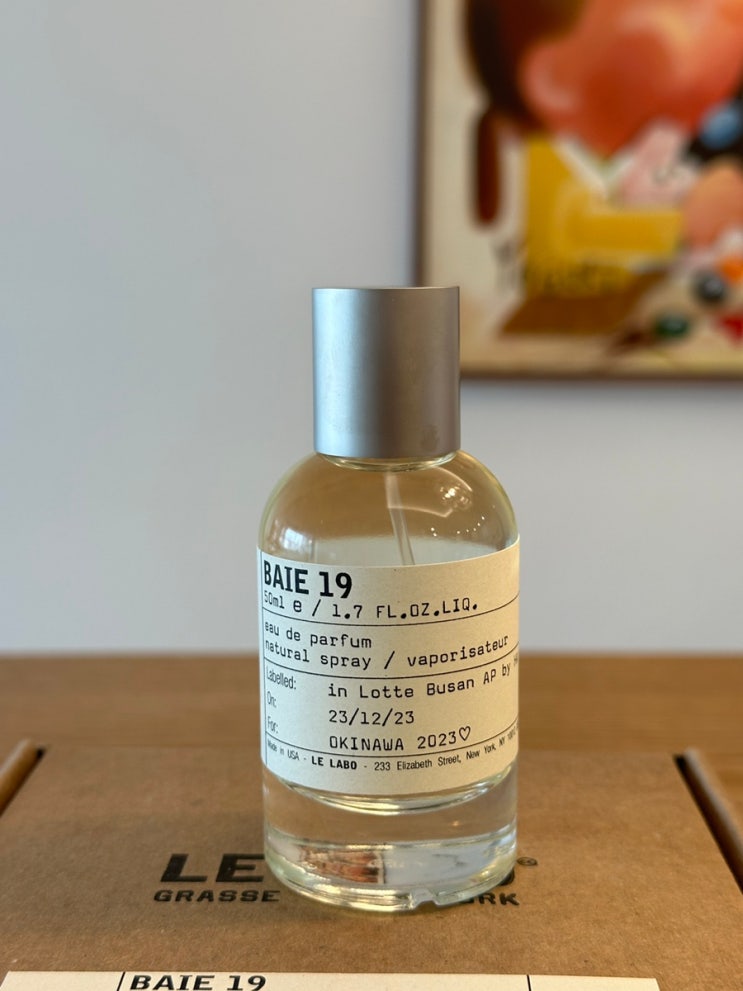 BAIE 19
50ml e / 1.7 FL.OZ.LIQ.
eau de parfum
natural spray / vaporisateur
Labelled: in Lotte Busan AP by
On: 23/12/23
For: OKINAWA 2023♡
Made in USA - LE LABO - 233 Elizabeth Street, New York, NY
LE
GRASSE
BAIE 19